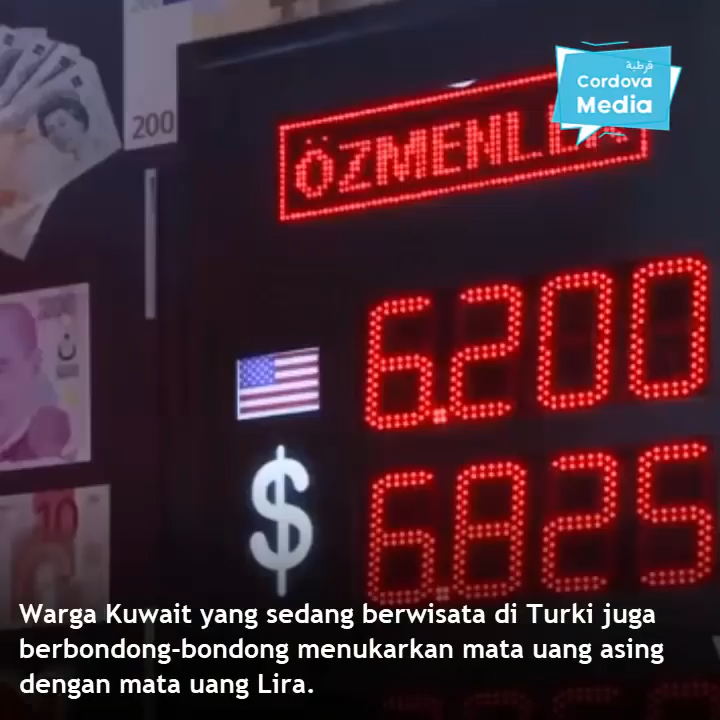 200
قرطبة
Cordova
Media
6.200
$
6.825
10
Warga Kuwait yang sedang berwisata di Turki juga
berbondong-bondong menukarkan mata uang asing
dengan mata uang Lira.